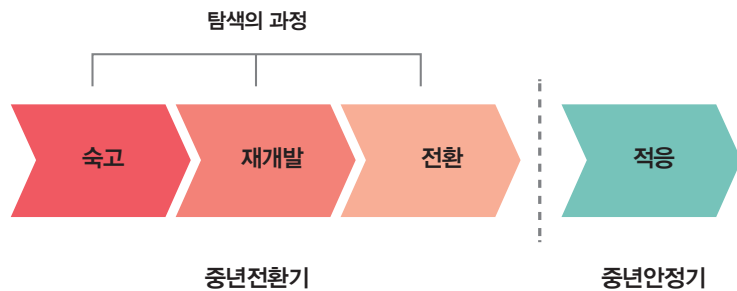 탐색의 과정
숙고
재개발
전환
적응
중년전환기
중년안정기